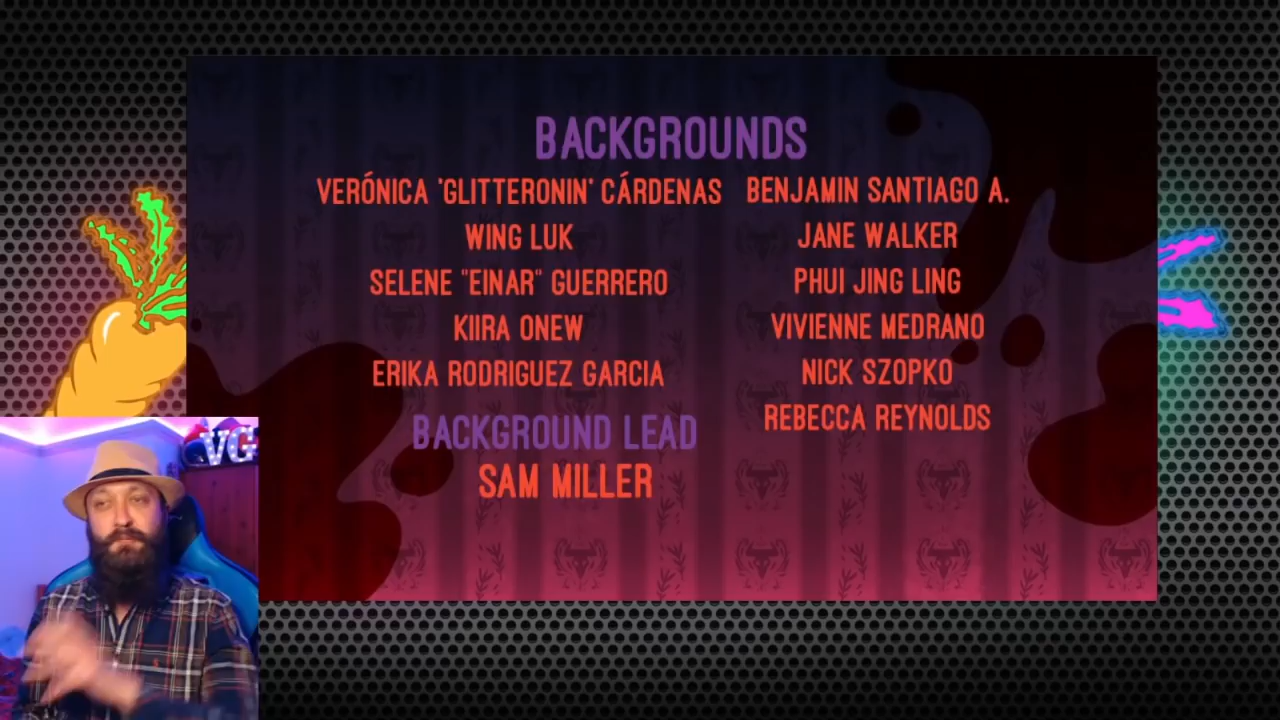 BACKGROUNDS
VERÓNICA 'GLITTERONIN' CÁRDENAS
WING LUK
SELENE "EINAR" GUERRERO
KIIRA ONEW
ERIKA RODRIGUEZ GARCIA
BENJAMIN SANTIAGO A.
JANE WALKER
PHUI JING LING
VIVIENNE MEDRANO
NICK SZOPKO
REBECCA REYNOLDS
BACKGROUND LEAD
SAM MILLER
VG